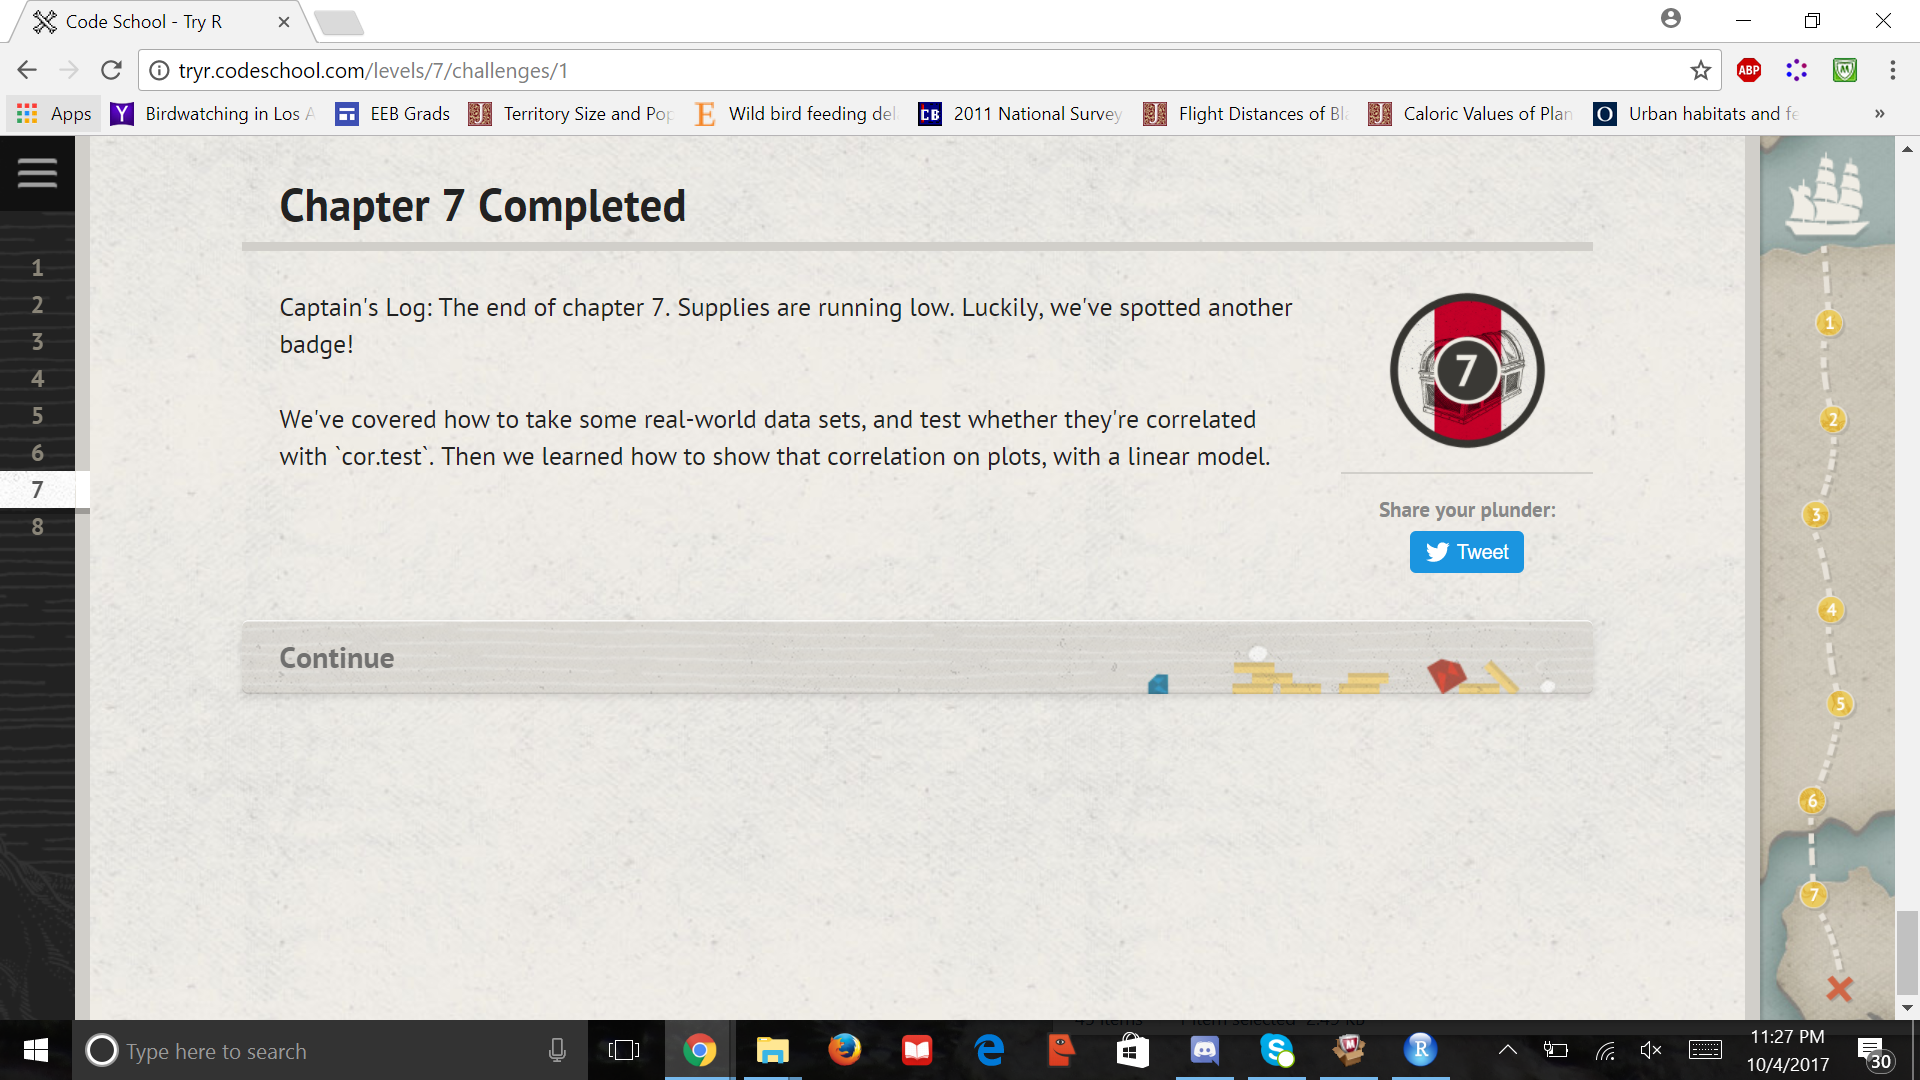 Code School - Try R
tryr.codeschool.com/levels/7/challenges/1
ABP
Apps
Birdwatching in Los A
EEB Grads
Territory Size and Pop
Wild bird feeding del
2011 National Survey
Flight Distances of Bla
Caloric Values of Plan
Urban habitats and fe
»
Chapter 7 Completed
Captain's Log: The end of chapter 7. Supplies are running low. Luckily, we've spotted another
badge!
We've covered how to take some real-world data sets, and test whether they're correlated
with `cor.test`. Then we learned how to show that correlation on plots, with a linear model.
7
Share your plunder:
Tweet
Continue
1
2
3
4
5
6
7
8
1
2
3
4
5
6
7
Type here to search
11:27 PM
10/4/2017
30